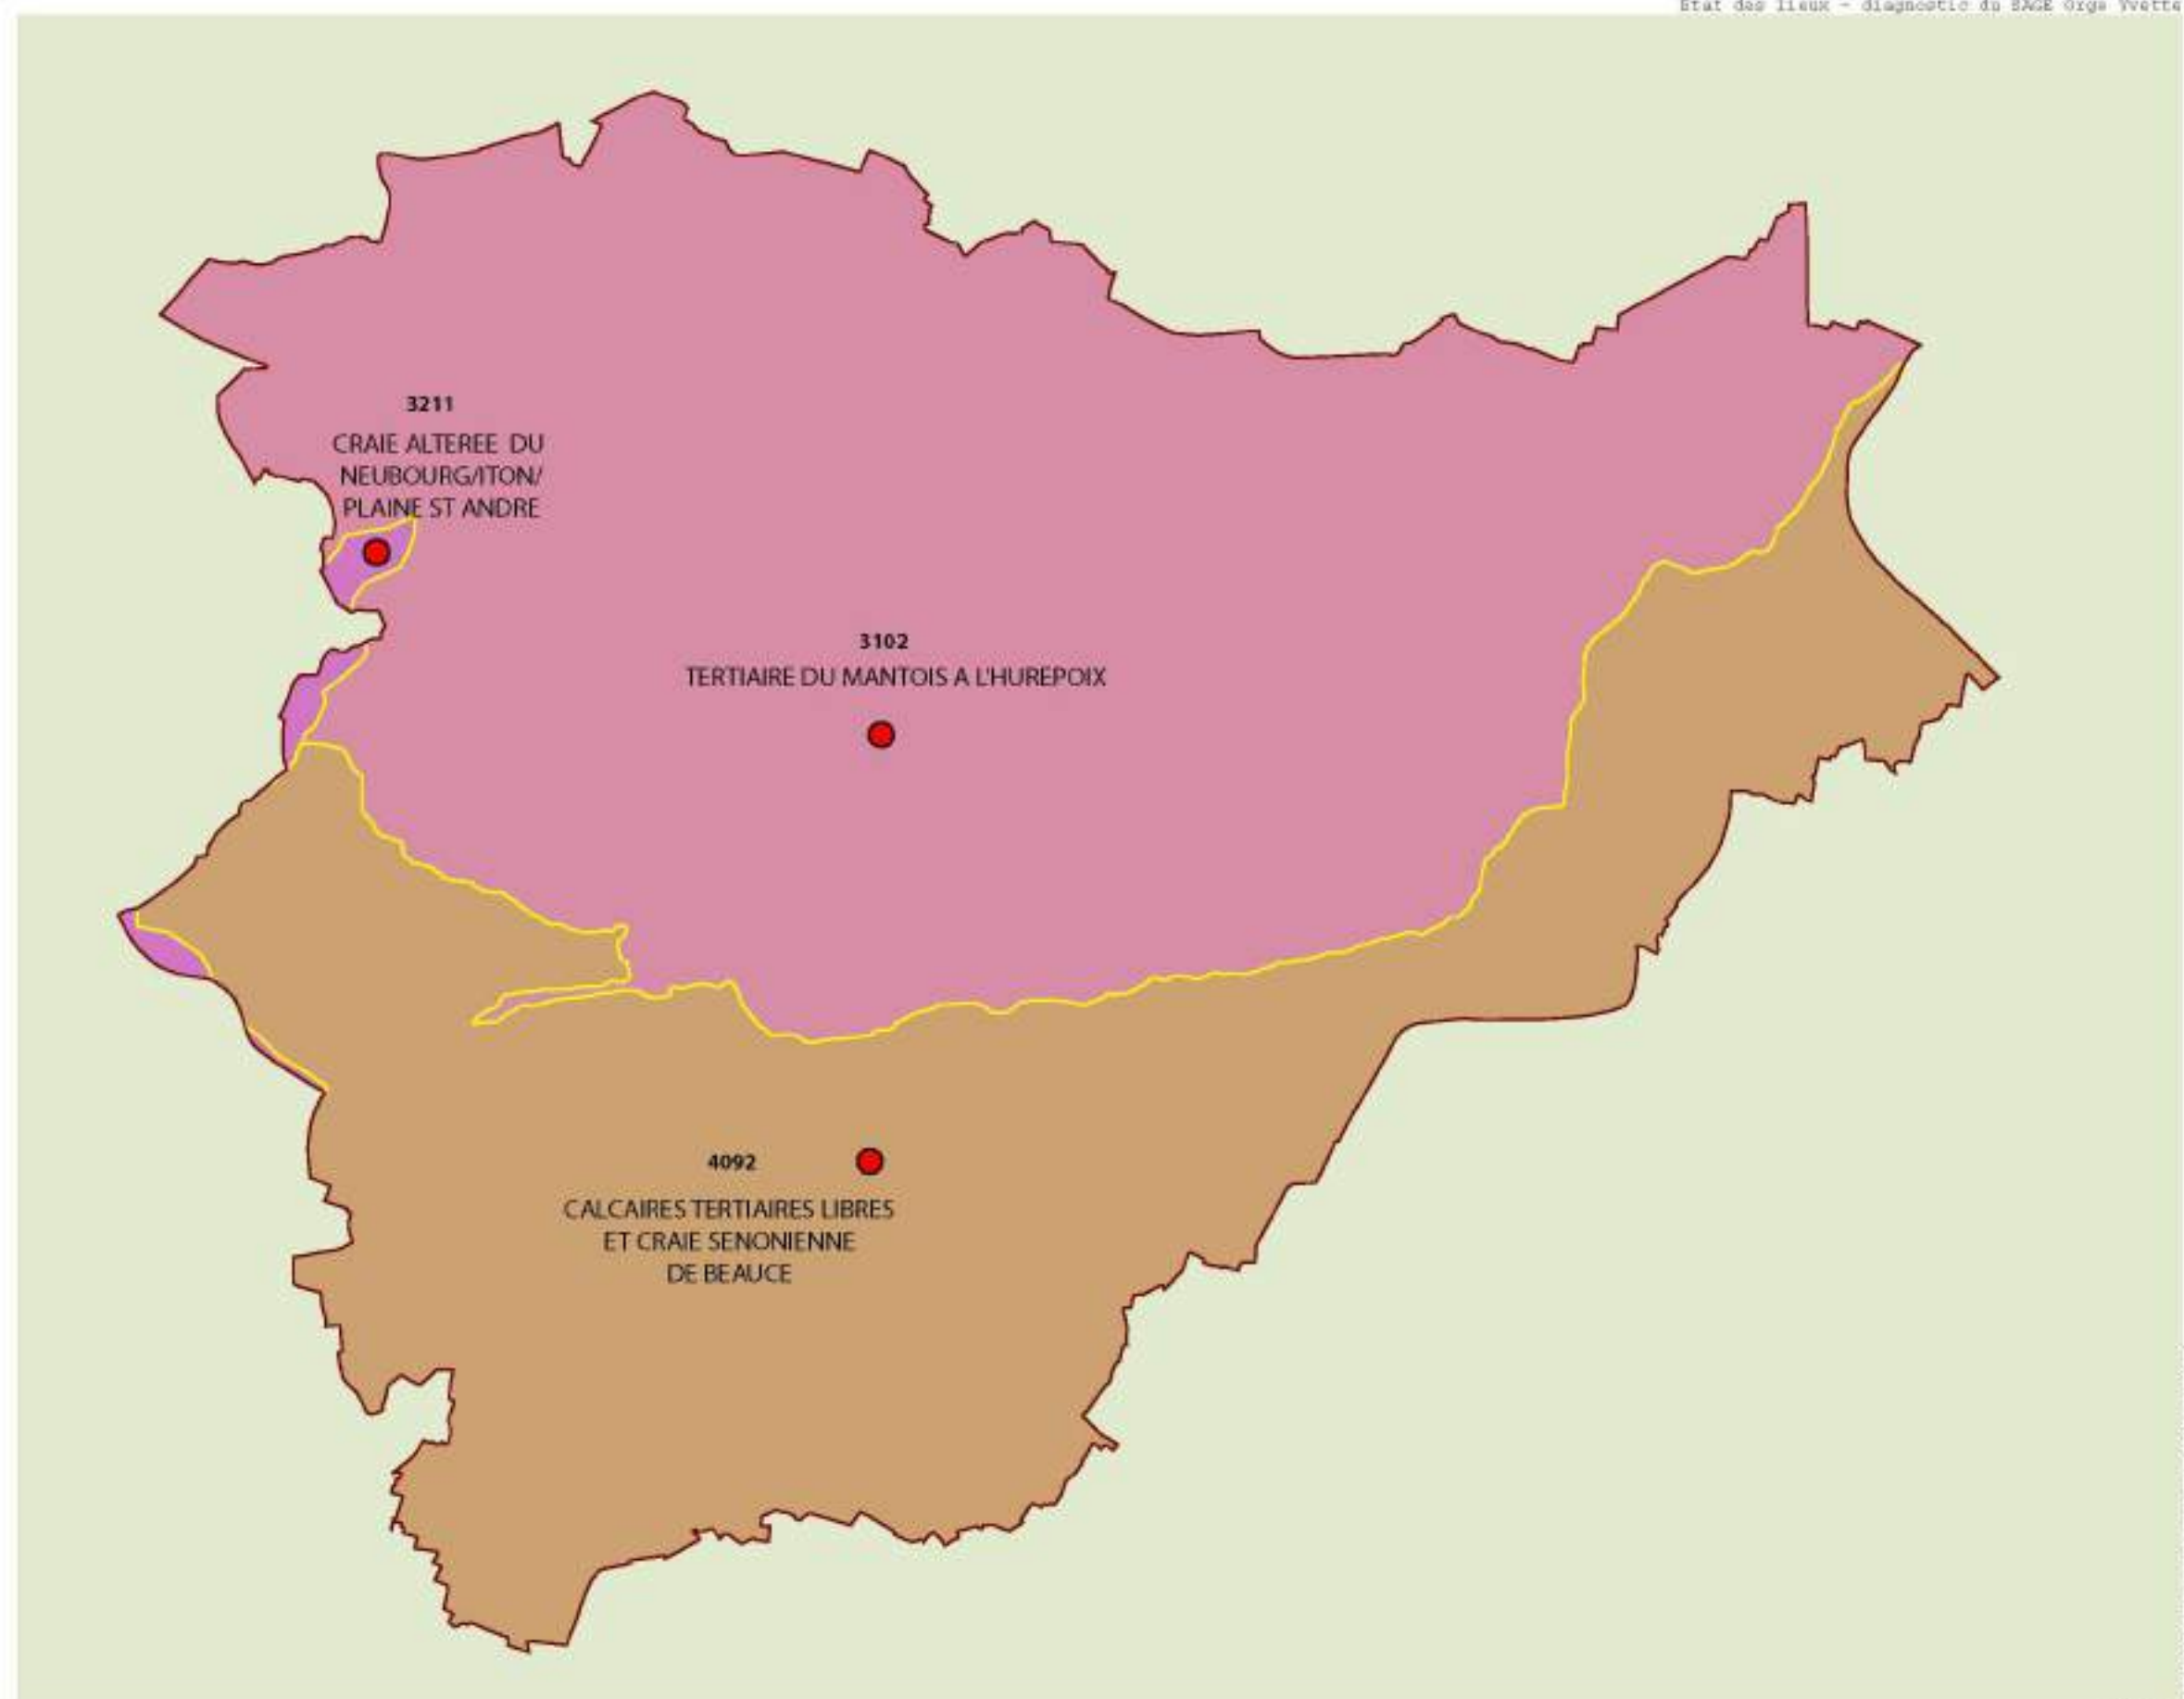 Etat des lieux - diagnostic du SAGE Orge Yvette
3211
CRAIE ALTEREE DU
NEUBOURG/ITON/
PLAINE ST ANDRE
3102
TERTIAIRE DU MANTOIS A L'HUREPOIX
4092
CALCAIRES TERTIAIRES LIBRES
ET CRAIE SENONIENNE
DE BEAUCE